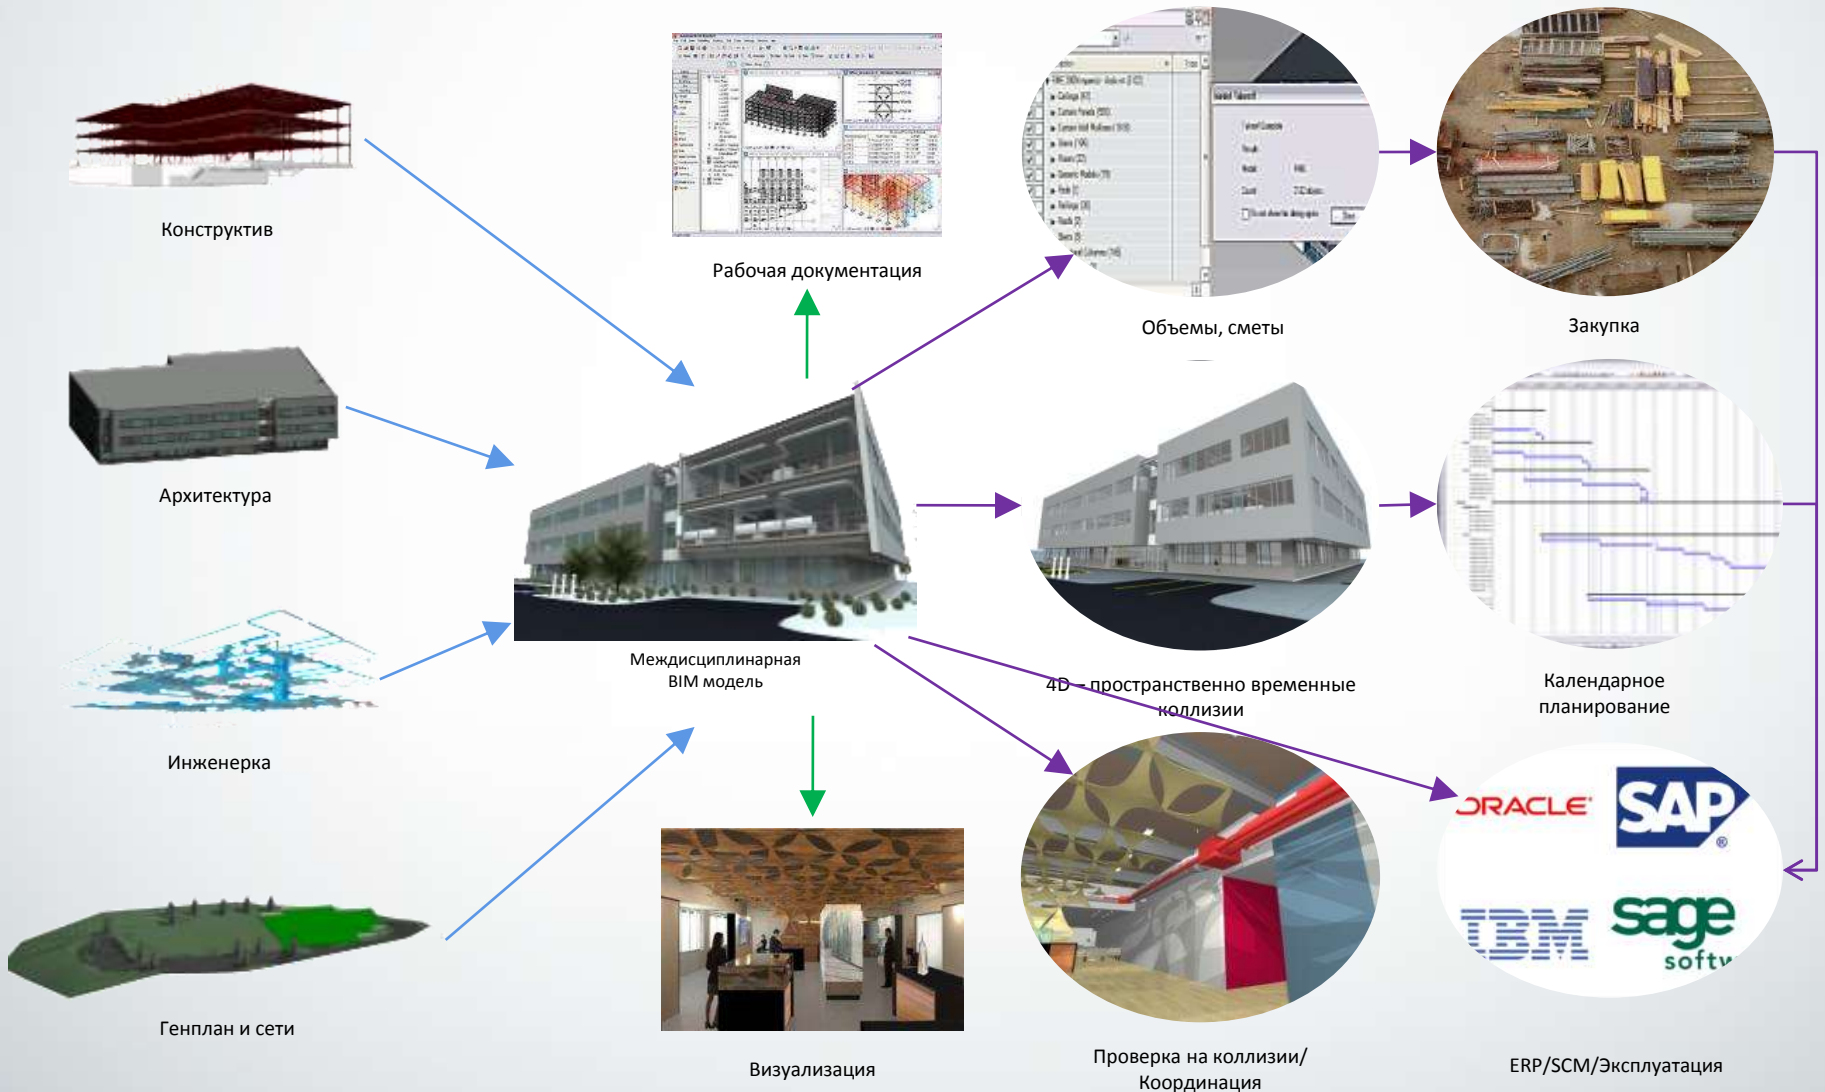 Конструктив
Рабочая документация
Объемы, сметы
Закупка
Архитектура
Междисциплинарная
BIM модель
4D – пространственно временные
коллизии
Календарное
планирование
Инженерка
ORACLE
SAP
®
IBM
sage
softw
Генплан и сети
Визуализация
Проверка на коллизии/
Координация
ERP/SCM/Эксплуатация